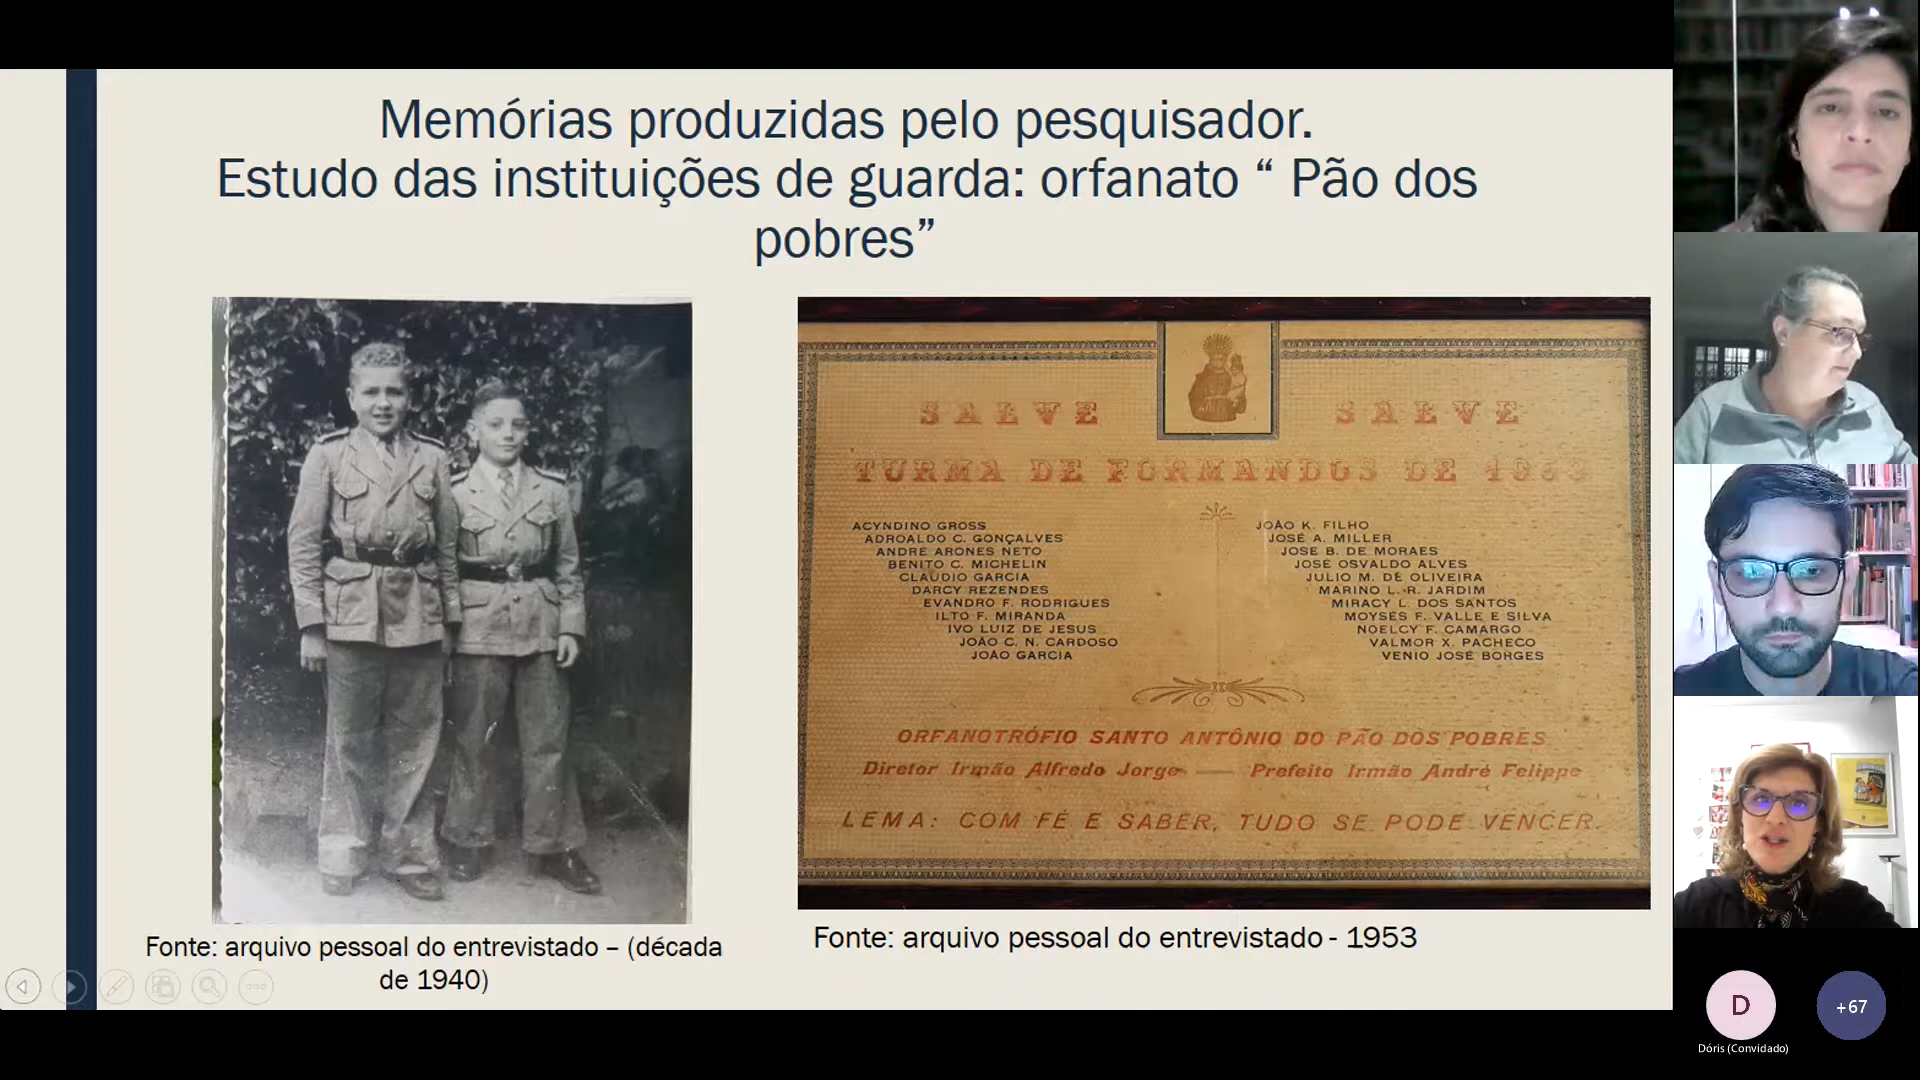 Memórias produzidas pelo pesquisador.
Estudo das instituições de guarda: orfanato “ Pão dos
pobres”
SALVE SALVE
TURMA DE FORMANDOS DE 1953
ACYNDINO GROSS
ADROALDO C. GONÇALVES
ANDRÉ ARONES NETO
BENITO C. MICHELIN
CLAUDIO GARCIA
DARCY REZENDES
EVANDRO F. RODRIGUES
ILTO F. MIRANDA
IVO LUIZ DE JESUS
JOÃO C. N. CARDOSO
JOÃO GARCIA
JOÃO K. FILHO
JOSÉ A. MILLER
JOSE B. DE MORAES
JOSÉ OSVALDO ALVES
JULIO M. DE OLIVEIRA
MARINO L. R. JARDIM
MIRACY L. DOS SANTOS
MOYSES F. VALLE E SILVA
NOELCY F. CAMARGO
VALMOR X. PACHECO
VENIO JOSÉ BORGES
ORFANOTRÓFIO SANTO ANTÔNIO DO PÃO DOS POBRES
Diretor Irmão Alfredo Jorge — Prefeito Irmão André Felippe
LEMA: COM FÉ E SABER, TUDO SE PODE VENCER.
Fonte: arquivo pessoal do entrevistado – (década
de 1940)
Fonte: arquivo pessoal do entrevistado - 1953
D
+67
Dóris (Convidado)